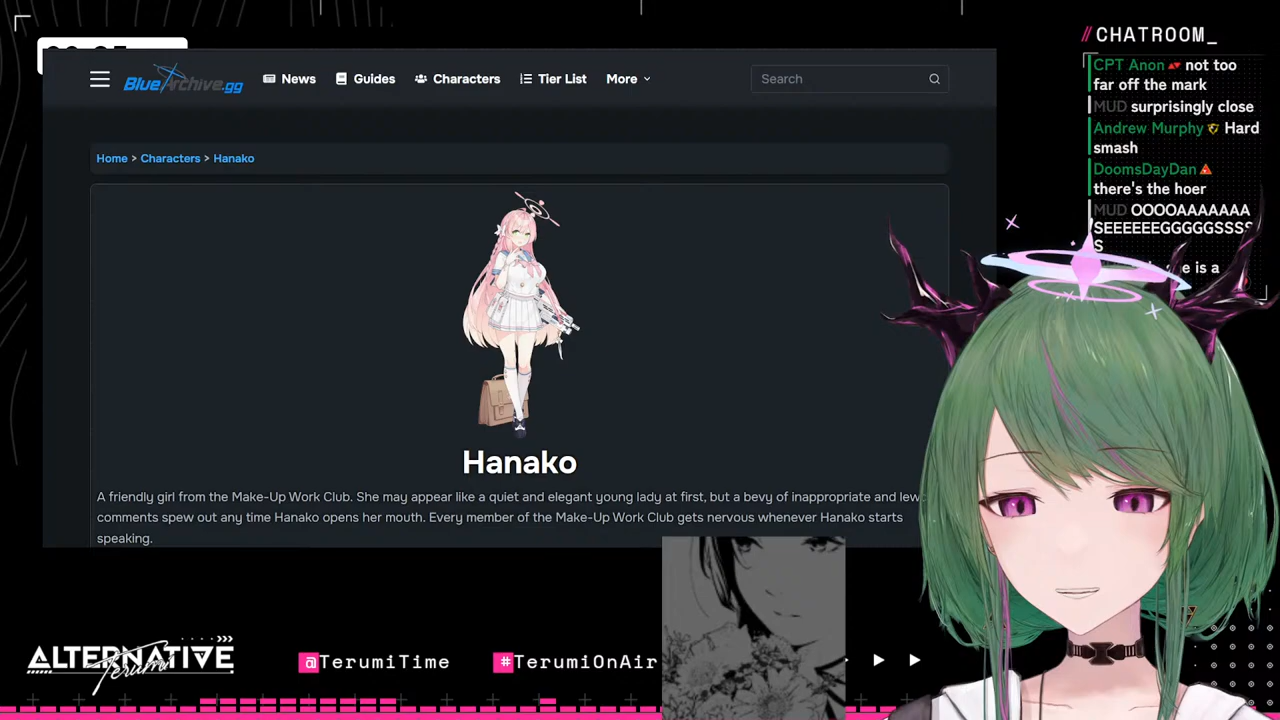 //CHATROOM_
BlueArchive.gg
News
Guides
Characters
Tier List
More
Search
Home > Characters > Hanako
Hanako
A friendly girl from the Make-Up Work Club. She may appear like a quiet and elegant young lady at first, but a bevy of inappropriate and lew
comments spew out any time Hanako opens her mouth. Every member of the Make-Up Work Club gets nervous whenever Hanako starts
speaking.
CPT Anon not too
far off the mark
MUD surprisingly close
Andrew Murphy Hard
smash
DoomsDayDan
there's the hoer
MUD OOOOAAAAAAA
SEEEEEEGGGGGSSSS
S
e is a
ALTERNATIVE
Terumi
@TerumiTime
#TerumiOnAir